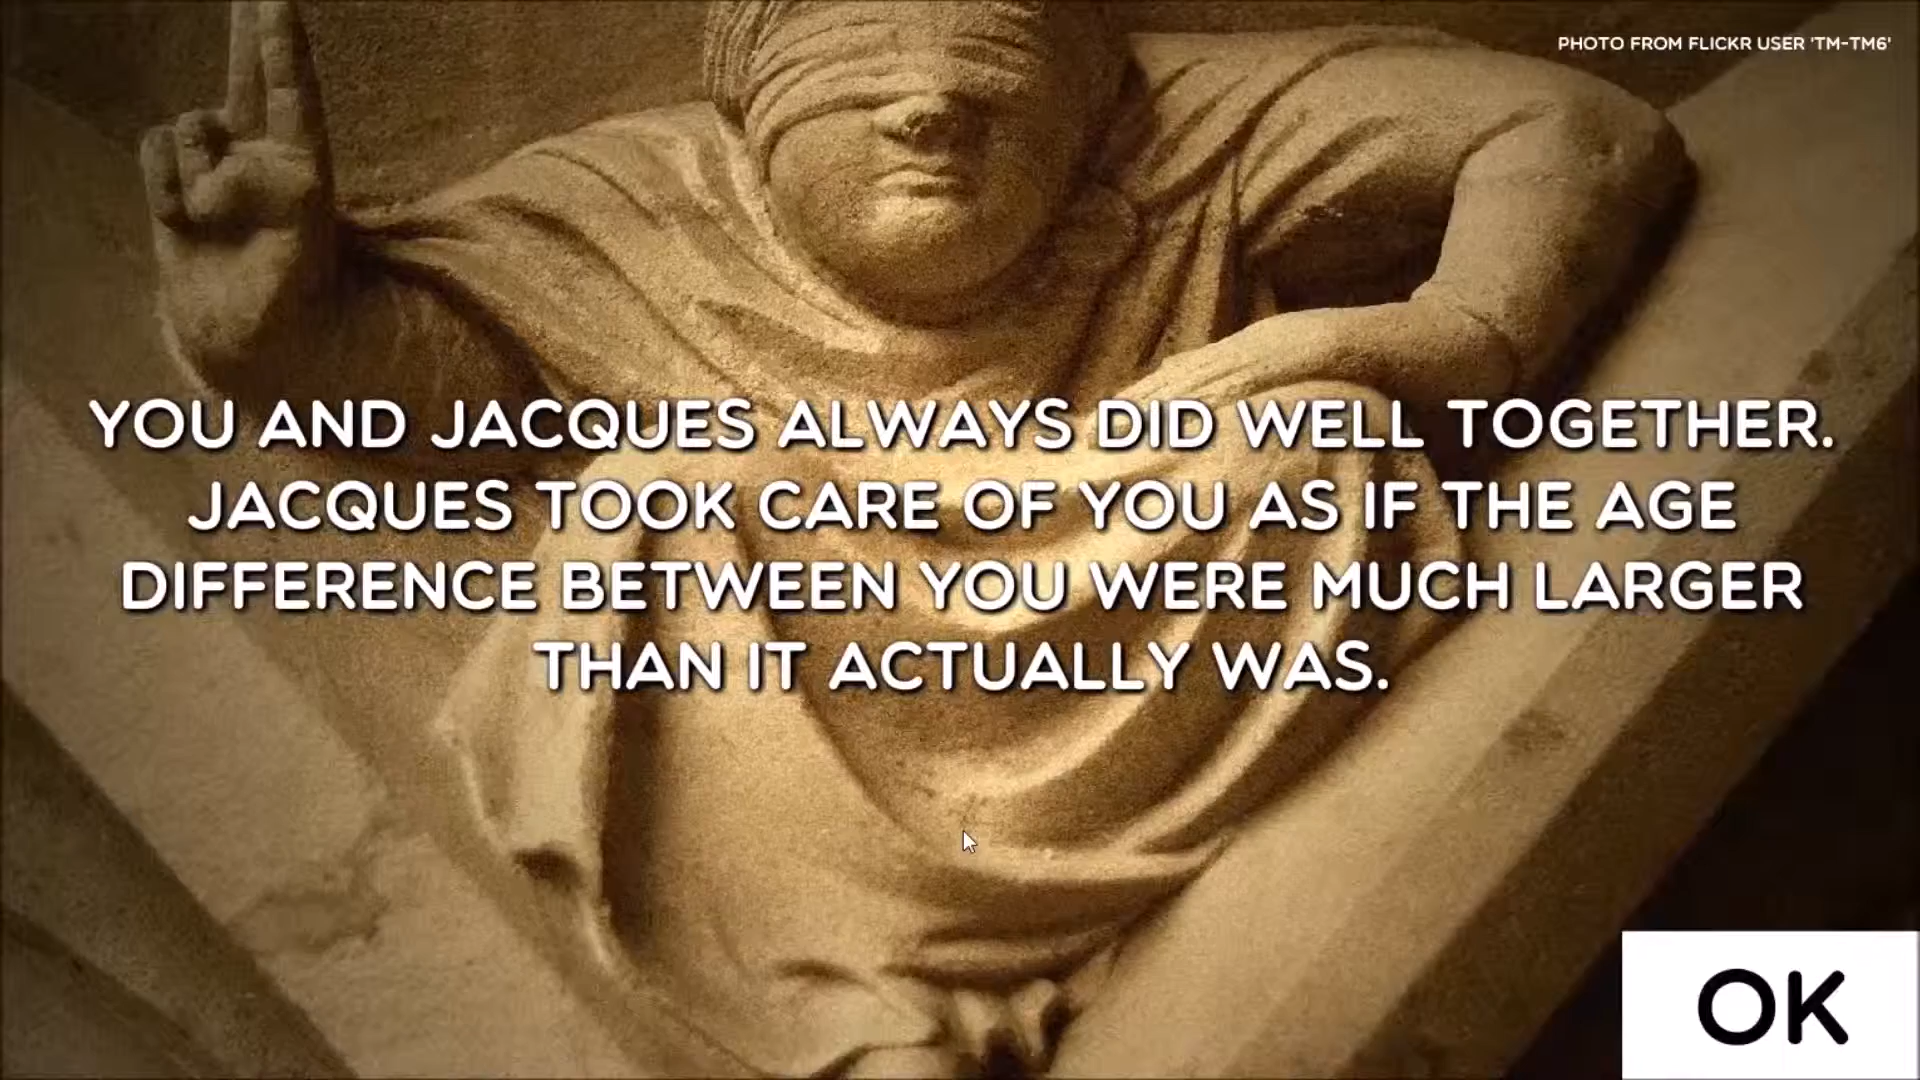 PHOTO FROM FLICKR USER 'TM-TM6'
YOU AND JACQUES ALWAYS DID WELL TOGETHER.
JACQUES TOOK CARE OF YOU AS IF THE AGE
DIFFERENCE BETWEEN YOU WERE MUCH LARGER
THAN IT ACTUALLY WAS.
OK